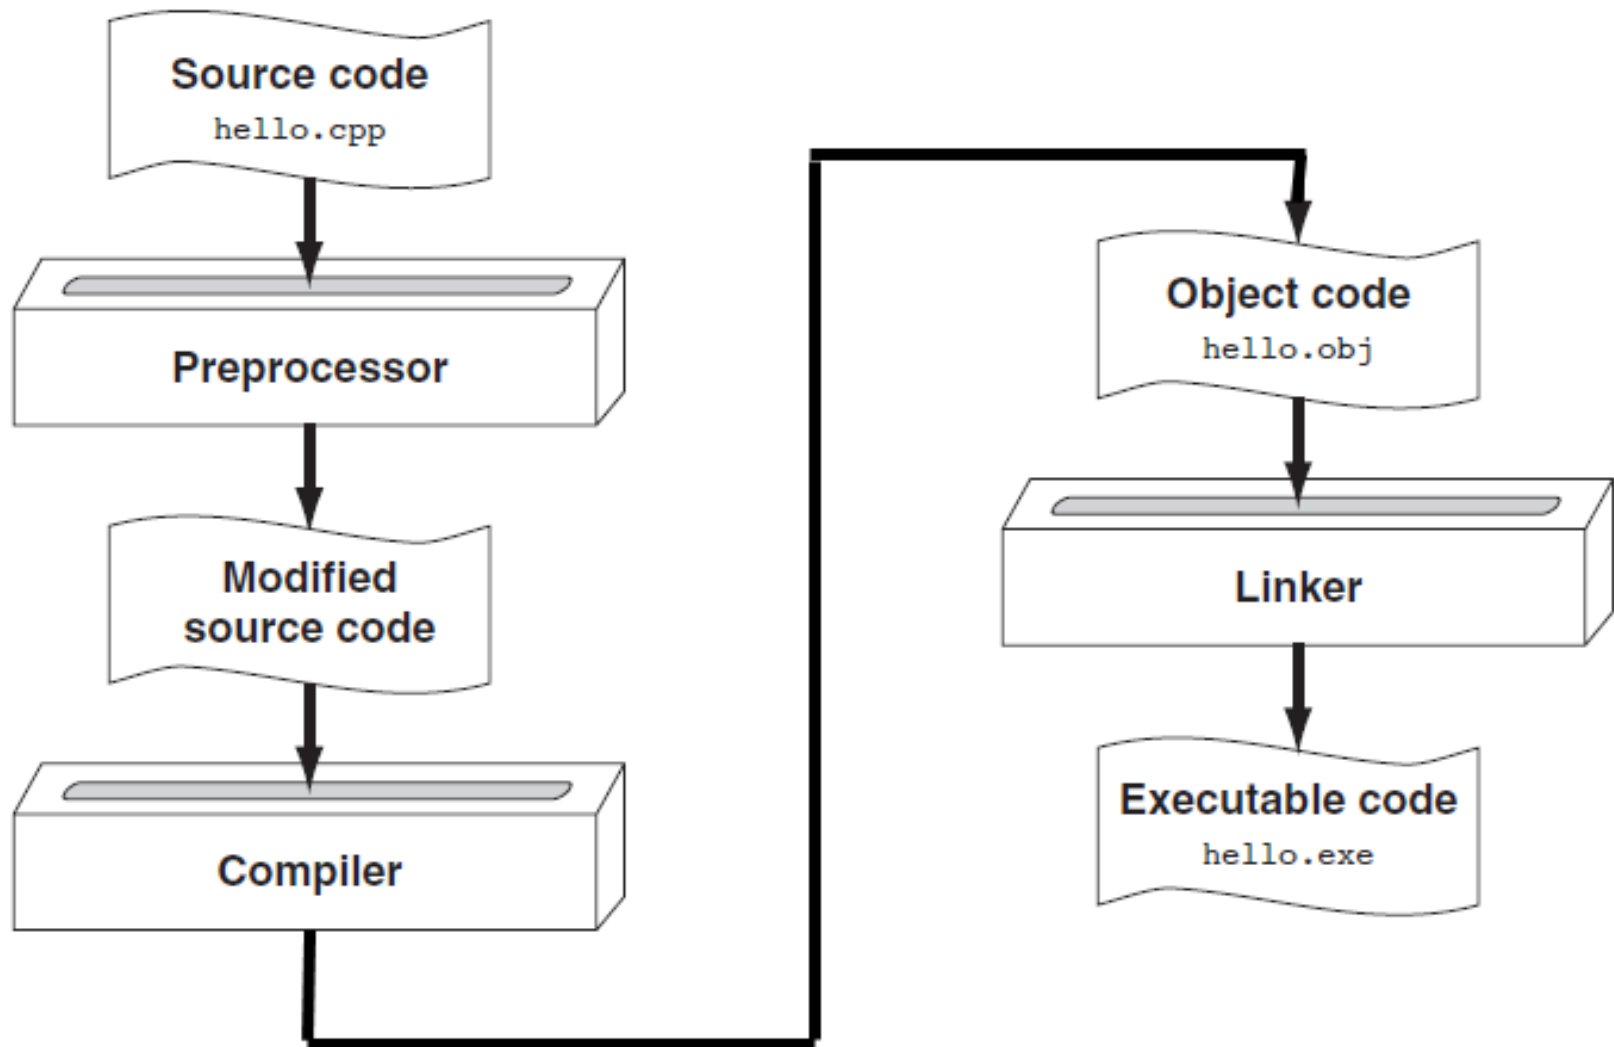 Source code
hello.cpp
Preprocessor
Modified
source code
Compiler
Object code
hello.obj
Linker
Executable code
hello.exe